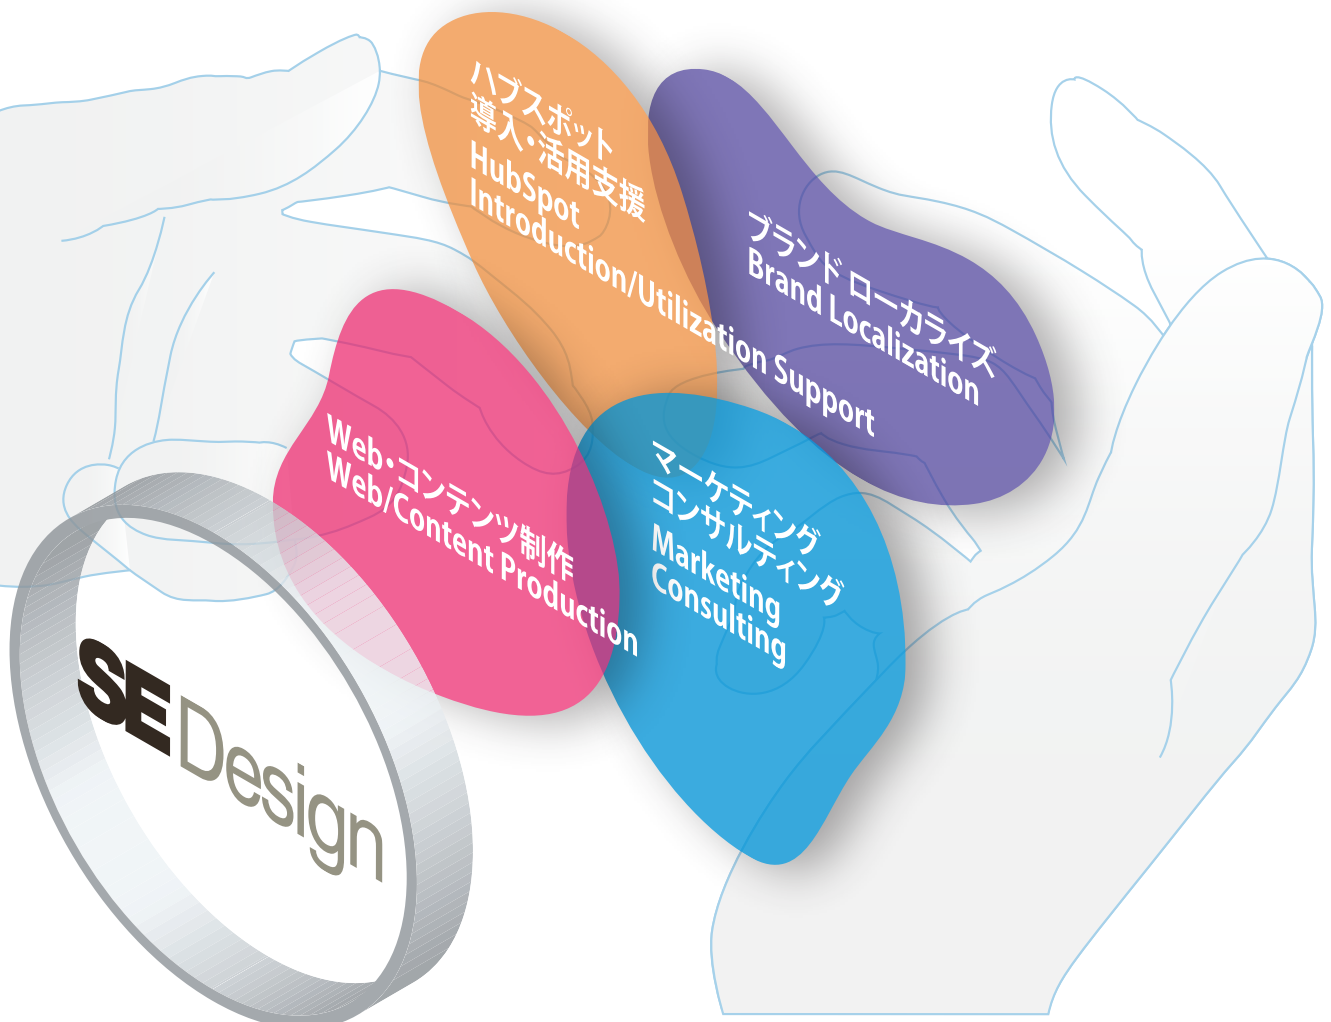 ハブスポット
導入・活用支援
HubSpot
Introduction/Utilization Support
ブランド ローカライズ
Brand Localization
Web・コンテンツ制作
Web/Content Production
マーケティング
コンサルティング
Marketing
Consulting
SE Design